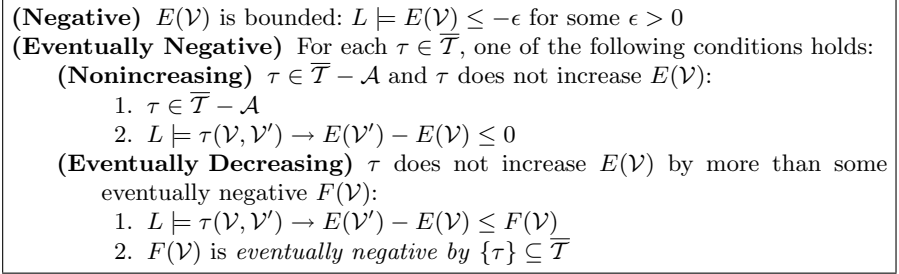 (Negative) E(𝒱) is bounded: L ⊨ E(𝒱) ≤ −ϵ for some ϵ > 0
(Eventually Negative) For each τ ∈ 𝒯̿, one of the following conditions holds:
(Nonincreasing) τ ∈ 𝒯̿ − 𝒜 and τ does not increase E(𝒱):
1. τ ∈ 𝒯̿ − 𝒜
2. L ⊨ τ(𝒱, 𝒱′) → E(𝒱′) − E(𝒱) ≤ 0
(Eventually Decreasing) τ does not increase E(𝒱) by more than some
eventually negative F(𝒱):
1. L ⊨ τ(𝒱, 𝒱′) → E(𝒱′) − E(𝒱) ≤ F(𝒱)
2. F(𝒱) is eventually negative by {τ} ⊆ 𝒯̿